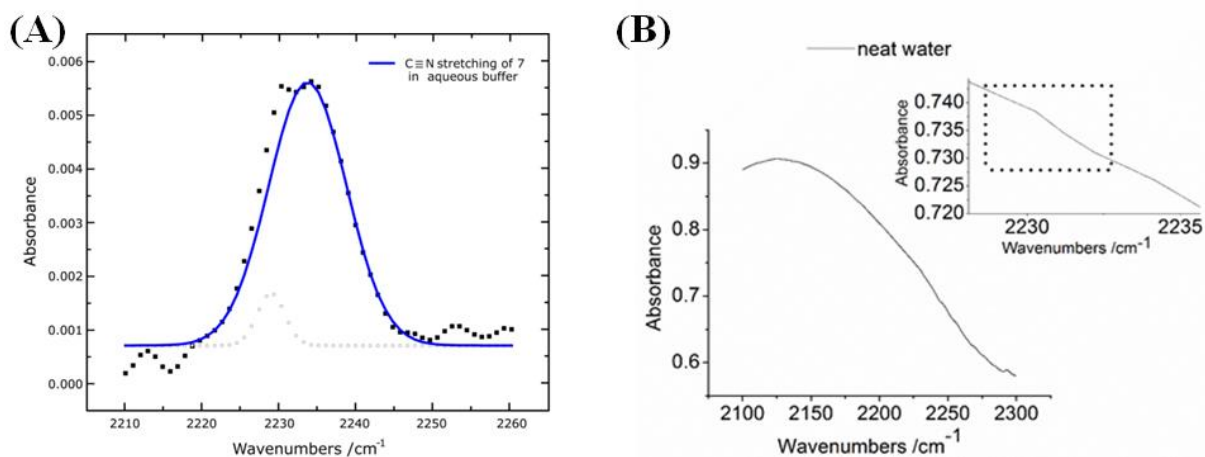 (A)
C≡N stretching of 7
in aqueous buffer
0.006
0.005
0.004
0.003
0.002
0.001
0.000
Absorbance
2210 2220 2230 2240 2250 2260
Wavenumbers /cm⁻¹
(B)
neat water
0.740
0.735
0.730
0.725
0.720
Absorbance
2230 2235
Wavenumbers /cm⁻¹
0.9
0.8
0.7
0.6
Absorbance
2100 2150 2200 2250 2300
Wavenumbers /cm⁻¹